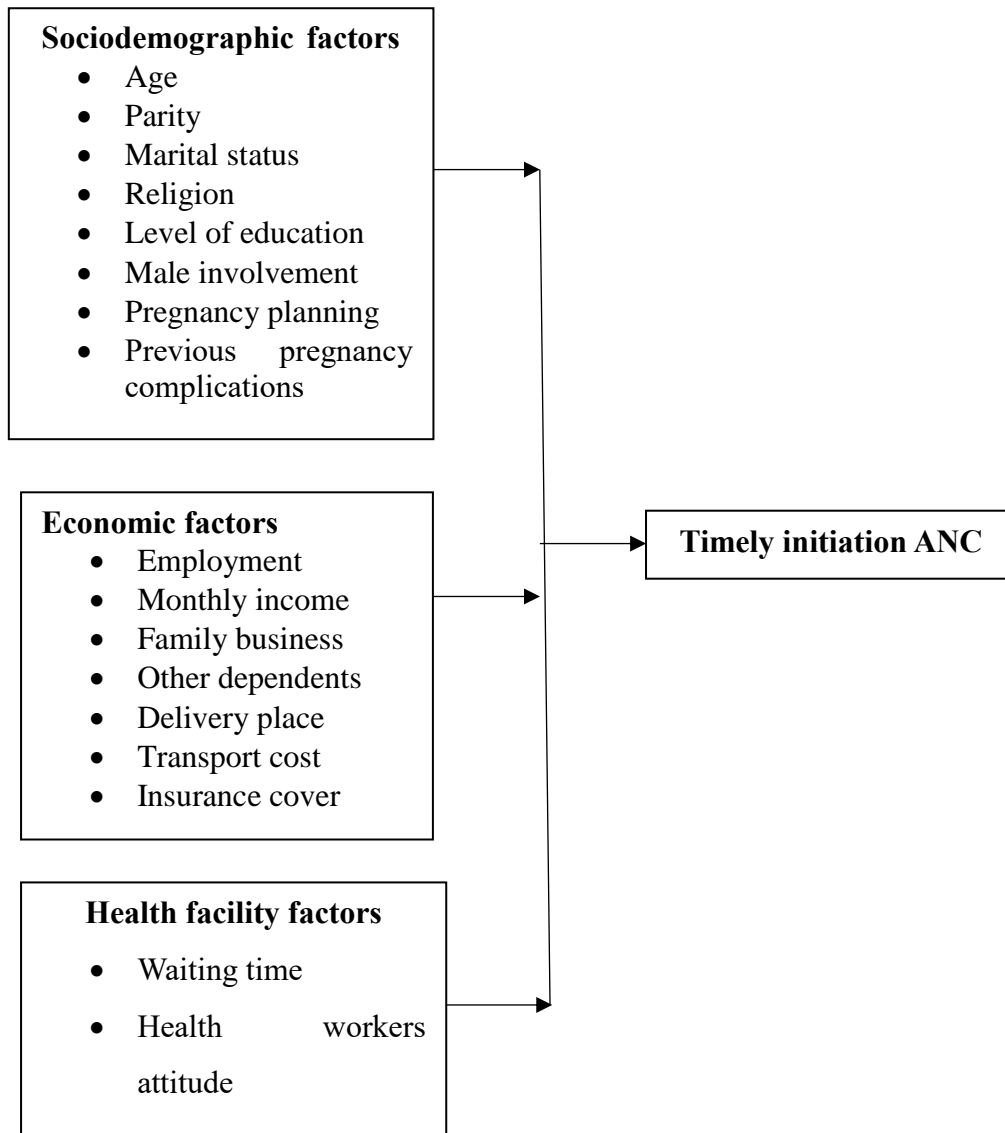 Sociodemographic factors
• Age
• Parity
• Marital status
• Religion
• Level of education
• Male involvement
• Pregnancy planning
• Previous pregnancy
complications
Economic factors
• Employment
• Monthly income
• Family business
• Other dependents
• Delivery place
• Transport cost
• Insurance cover
Timely initiation ANC
Health facility factors
• Waiting time
• Health workers
attitude